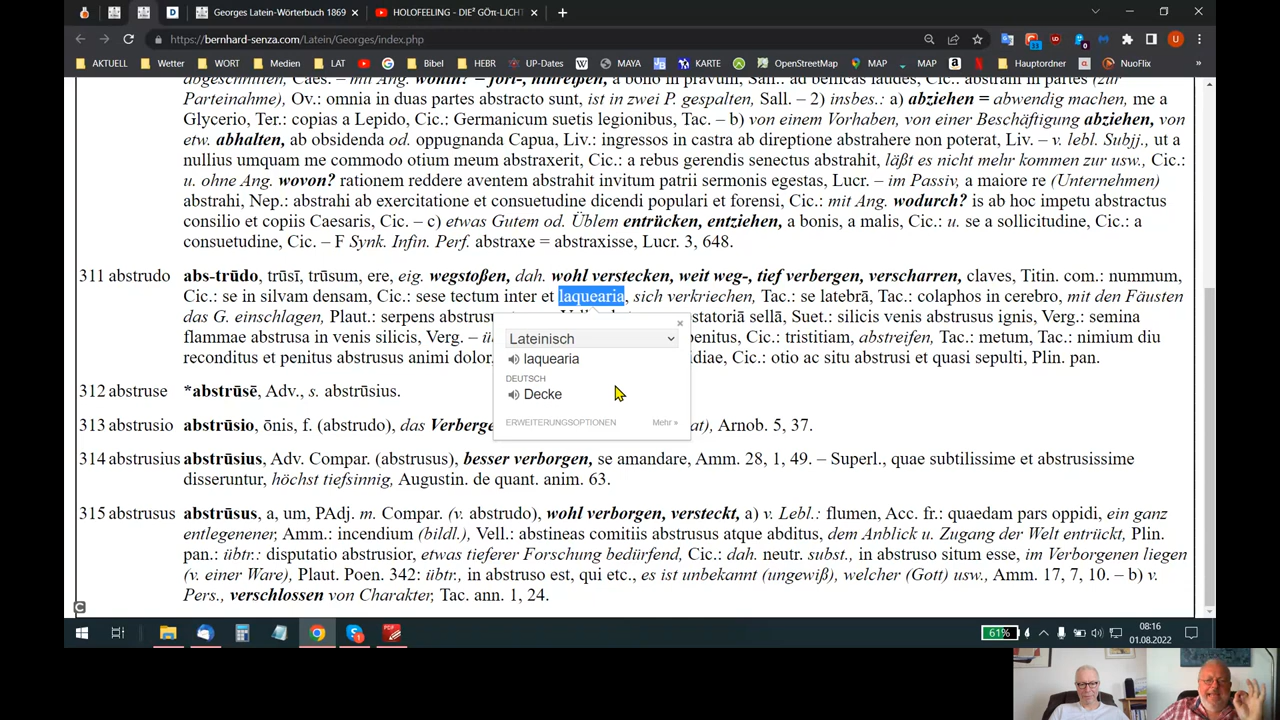 Georges Latein-Wörterbuch 1869
HOLOFEELING - DIE² GÔπ-L|CHT
https://bernhard-senza.com/Latein/Georges/index.php
AKTUELL Wetter WORT Medien LAT Bibel HEBR UP-Dates MAYA KARTE OpenStreetMap MAP MAP Hauptordner NuoFlix
Parteinahme), Ov.: omnia in duas partes abstracto sunt, ist in zwei P. gespalten, Sall. – 2) insbes.: a) abziehen = abwendig machen, me a
Glycerio, Ter.: copias a Lepido, Cic.: Germanicum suetis legionibus, Tac. – b) von einem Vorhaben, von einer Beschäftigung abziehen, von
etw. abhalten, ab obsidenda od. oppugnanda Capua, Liv.: ingressos in castra ab direptione abstrahere non poterat, Liv. – v. lebl. Subjj., ut a
nullius umquam me commodo otium meum abstraxerit, Cic.: a rebus gerendis senectus abstrahit, läßt es nicht mehr kommen zur usw., Cic.:
u. ohne Ang. wovon? rationem reddere aventem abstrahit invitum patrii sermonis egestas, Lucr. – im Passiv, a maiore re (Unternehmen)
abstrahi, Nep.: abstrahi ab exercitatione et consuetudine dicendi populari et forensi, Cic.: mit Ang. wodurch? is ab hoc impetu abstractus
consilio et copiis Caesaris, Cic. – c) etwas Gutem od. Üblem entrücken, entziehen, a bonis, a malis, Cic.: u. se a sollicitudine, Cic.: a
consuetudine, Cic. – F Synk. Infin. Perf. abstraxe = abstraxisse, Lucr. 3, 648.
311 abstrudo abs-trūdo, trūsī, trūsum, ere, eig. wegstoßen, dah. wohl verstecken, weit weg-, tief verbergen, verscharren, claves, Titin. com.: nummum,
Cic.: se in silvam densam, Cic.: sese tectum inter et laquearia, sich verkriechen, Tac.: se latebrā, Tac.: colaphos in cerebro, mit den Fäusten
das G. einschlagen, Plaut.: serpens abstrusus statoriā sellā, Suet.: silicis venis abstrusus ignis, Verg.: semina
flammae abstrusa in venis silicis, Verg. – penitus, Cic.: tristitiam, abstreifen, Tac.: metum, Tac.: nimium diu
reconditus et penitus abstrusus animi dolor, idiae, Cic.: otio ac situ abstrusi et quasi sepulti, Plin. pan.
Lateinisch
laquearia
DEUTSCH
Decke
ERWEITERUNGSOPTIONEN Mehr »
312 abstruse *abstrūsē, Adv., s. abstrūsius.
313 abstrusio abstrūsio, ōnis, f. (abstrudo), das Verberg at), Arnob. 5, 37.
314 abstrusius abstrūsius, Adv. Compar. (abstrusus), besser verborgen, se amandare, Amm. 28, 1, 49. – Superl., quae subtilissime et abstrusissime
disseruntur, höchst tiefsinnig, Augustin. de quant. anim. 63.
315 abstrusus abstrūsus, a, um, PAdj. m. Compar. (v. abstrudo), wohl verborgen, versteckt, a) v. Lebl.: flumen, Acc. fr.: quaedam pars oppidi, ein ganz
entlegenener, Amm.: incendium (bildl.), Vell.: abstineas comitiis abstrusus atque abditus, dem Anblick u. Zugang der Welt entrückt, Plin.
pan.: übtr.: disputatio abstrusior, etwas tieferer Forschung bedürfend, Cic.: dah. neutr. subst., in abstruso situm esse, im Verborgenen liegen
(v. einer Ware), Plaut. Poen. 342: übtr., in abstruso est, qui etc., es ist unbekannt (ungewiß), welcher (Gott) usw., Amm. 17, 7, 10. – b) v.
Pers., verschlossen von Charakter, Tac. ann. 1, 24.
61%
08:16
01.08.2022